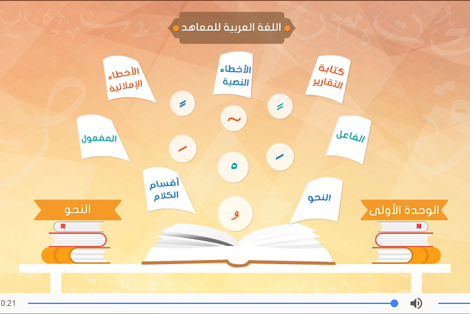 اللغة العربية للمعاهد
كتابة
التقارير
الأخطاء
النصية
الأخطاء
الإملائية
الفاعل
المفعول
النحو
أقسام
الكلام
و
ه
الوحدة الأولى
النحو
0:21